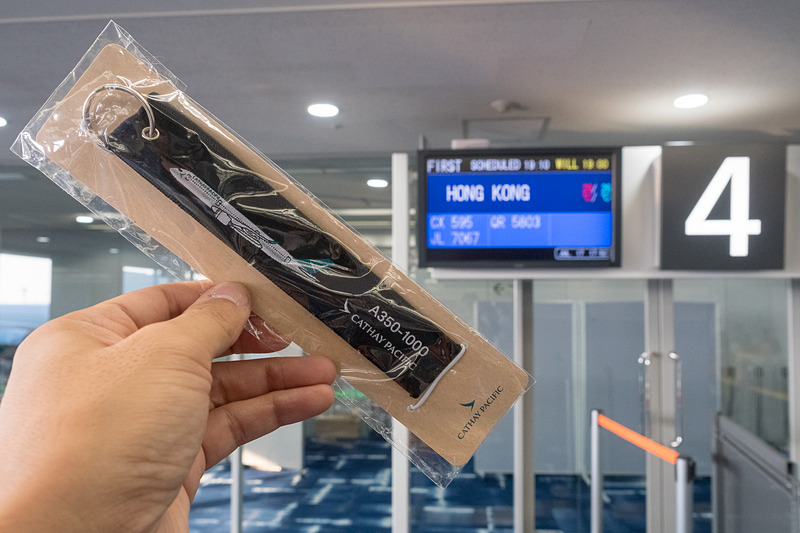 FIRST SCHEDULED 19:10 WILL 19:00
HONG KONG
CX 595 QR 5803
JL 7067
4
A350-1000
CATHAY PACIFIC
CATHAY PACIFIC